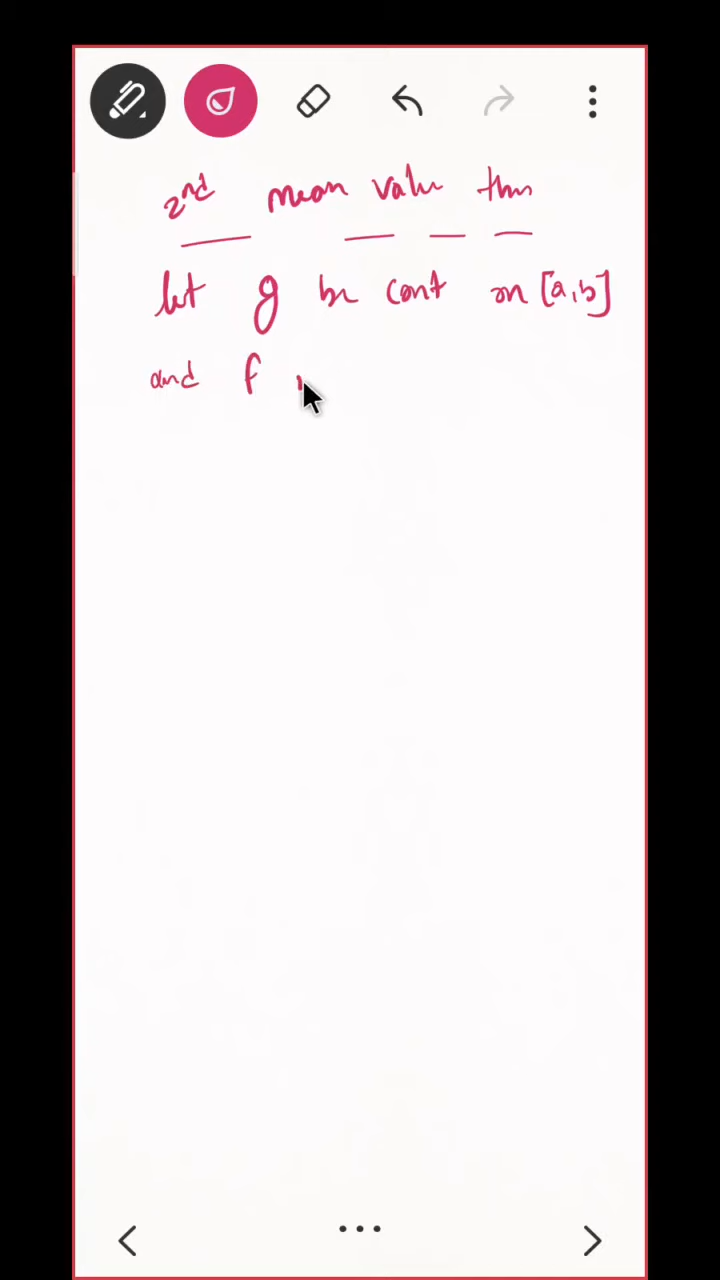 2nd mean value thm
let g be cont on [a,b]
and f